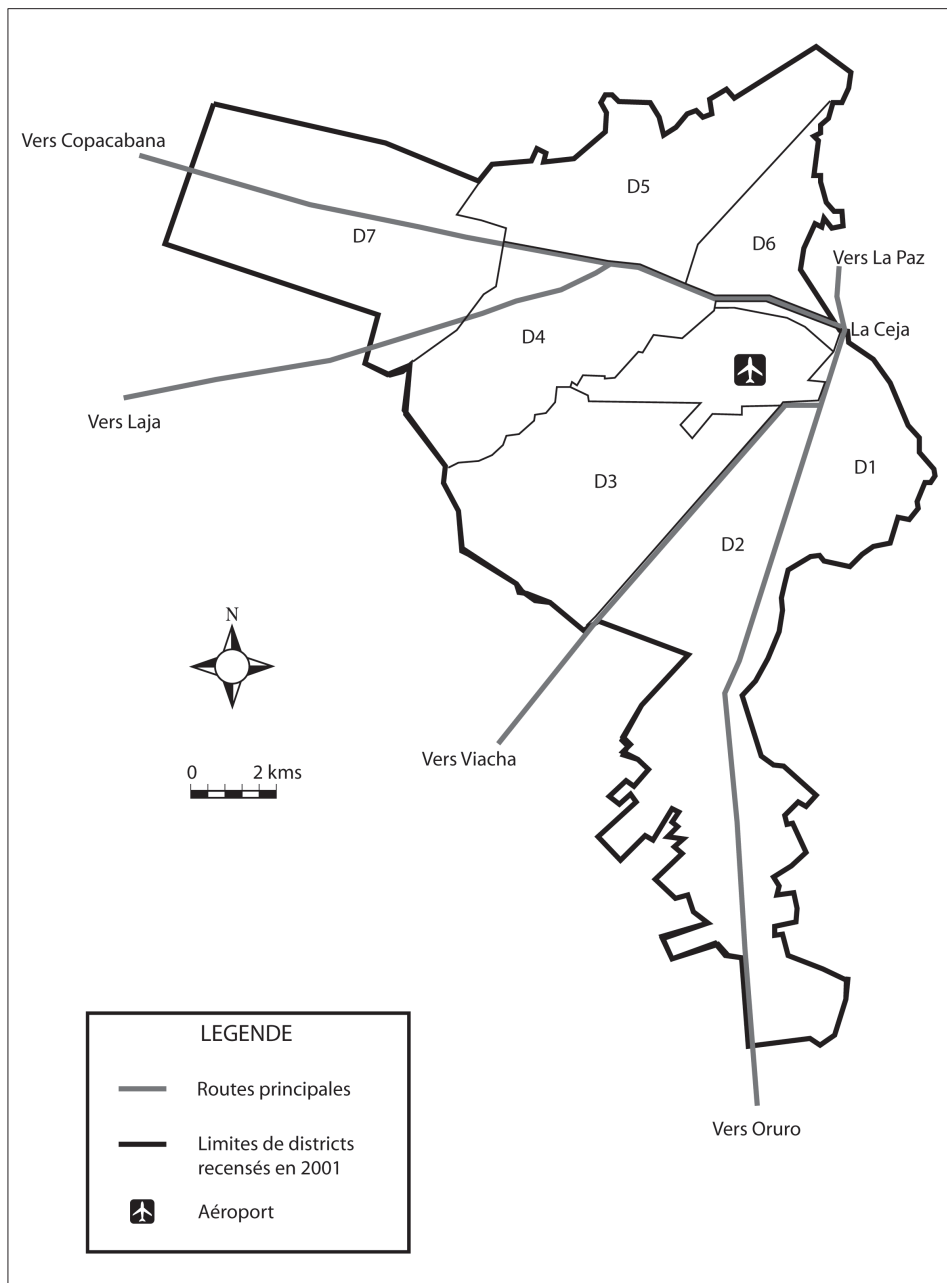 Vers Copacabana
D5
D7
D6
Vers La Paz
La Ceja
D4
Vers Laja
D1
D3
D2
N
Vers Viacha
0 2 kms
LEGENDE
Routes principales
Limites de districts
recensés en 2001
Aéroport
Vers Oruro